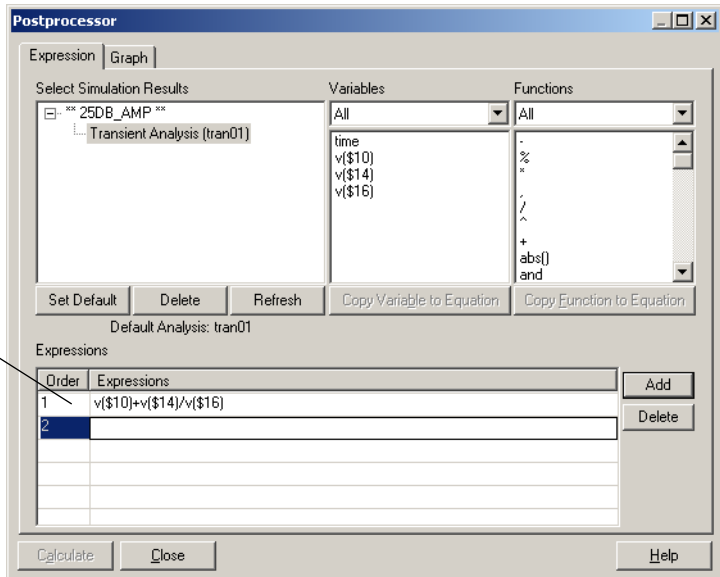 Postprocessor
Expression Graph
Select Simulation Results Variables Functions
** 25DB_AMP **
Transient Analysis (tran01)
All
time
v($10)
v($14)
v($16)
All
-
%
*
,
/
^
+
abs()
and
Set Default Delete Refresh Copy Variable to Equation Copy Function to Equation
Default Analysis: tran01
Expressions
Order Expressions
1 v($10)+v($14)/v($16)
2
Add
Delete
Calculate Close Help